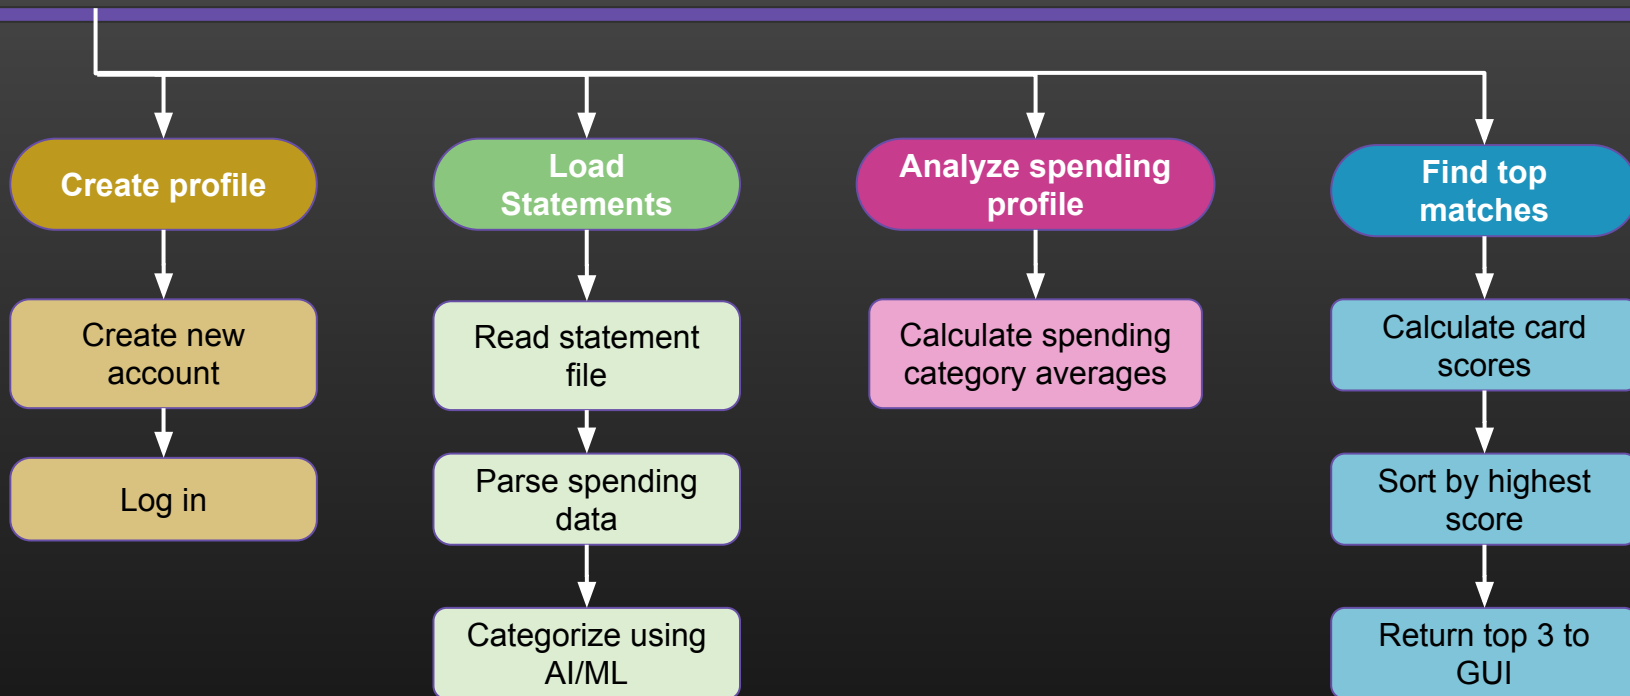 Create profile
Load
Statements
Analyze spending
profile
Find top
matches
Create new
account
Read statement
file
Calculate spending
category averages
Calculate card
scores
Log in
Parse spending
data
Sort by highest
score
Categorize using
AI/ML
Return top 3 to
GUI